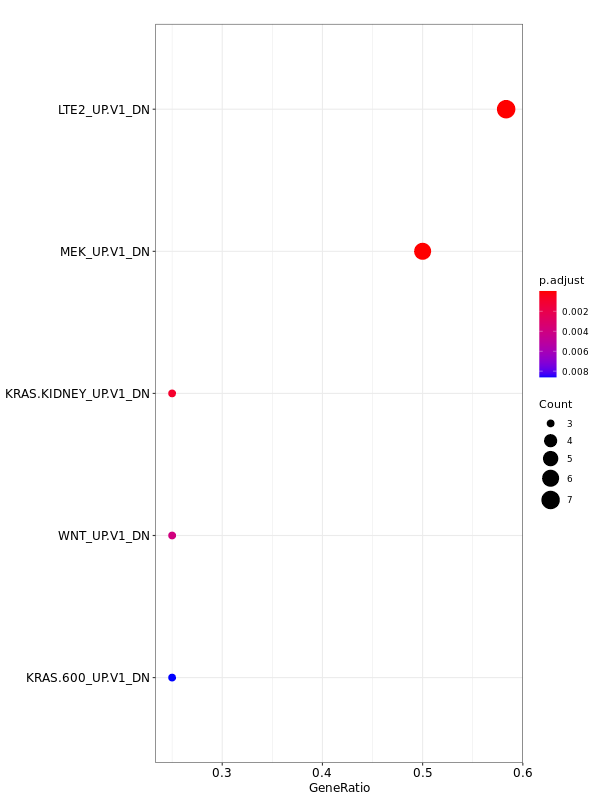 LTE2_UP.V1_DN
MEK_UP.V1_DN
KRAS.KIDNEY_UP.V1_DN
WNT_UP.V1_DN
KRAS.600_UP.V1_DN
0.3 0.4 0.5 0.6
GeneRatio
p.adjust
0.002
0.004
0.006
0.008
Count
3
4
5
6
7